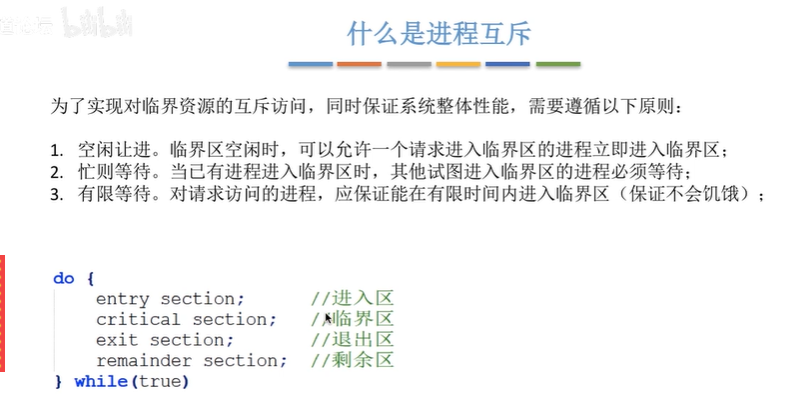 bilibili
什么是进程互斥
为了实现对临界资源的互斥访问，同时保证系统整体性能，需要遵循以下原则：
1. 空闲让进。临界区空闲时，可以允许一个请求进入临界区的进程立即进入临界区；
2. 忙则等待。当已有进程进入临界区时，其他试图进入临界区的进程必须等待；
3. 有限等待。对请求访问的进程，应保证能在有限时间内进入临界区（保证不会饥饿）；
do {
entry section; //进入区
critical section; //临界区
exit section; //退出区
remainder section; //剩余区
} while(true)